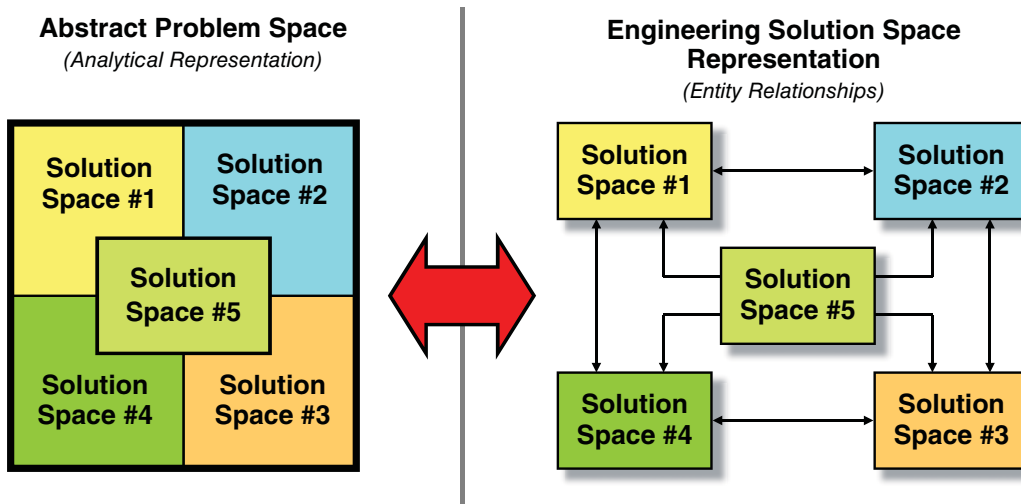 Abstract Problem Space
(Analytical Representation)
Solution
Space #1
Solution
Space #2
Solution
Space #5
Solution
Space #4
Solution
Space #3
Engineering Solution Space
Representation
(Entity Relationships)
Solution
Space #1
Solution
Space #2
Solution
Space #5
Solution
Space #4
Solution
Space #3